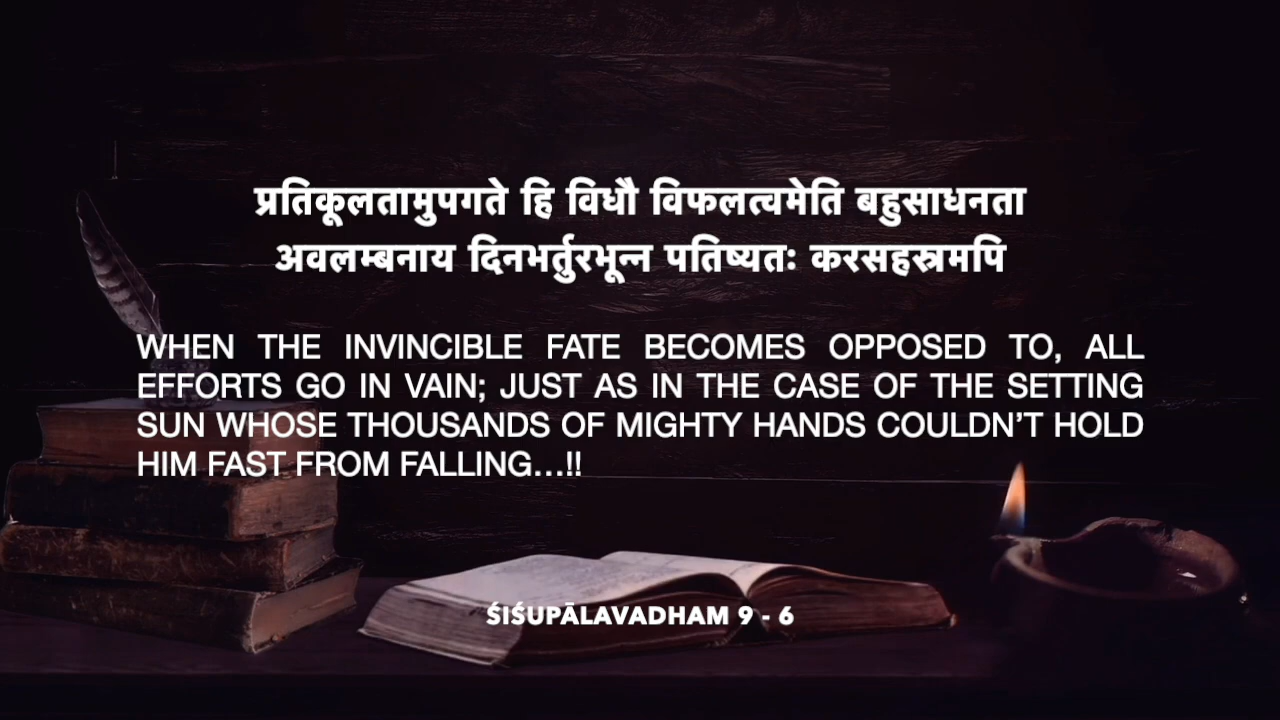 प्रतिकूलतामुपगते हि विधौ विफलत्वमेति बहुसाधनता
अवलम्बनाय दिनभर्तुरभून्न पतिष्यतः करसहस्रमपि
WHEN THE INVINCIBLE FATE BECOMES OPPOSED TO, ALL
EFFORTS GO IN VAIN; JUST AS IN THE CASE OF THE SETTING
SUN WHOSE THOUSANDS OF MIGHTY HANDS COULDN’T HOLD
HIM FAST FROM FALLING...!!
ŚIŚUPĀLAVADHAM 9 - 6